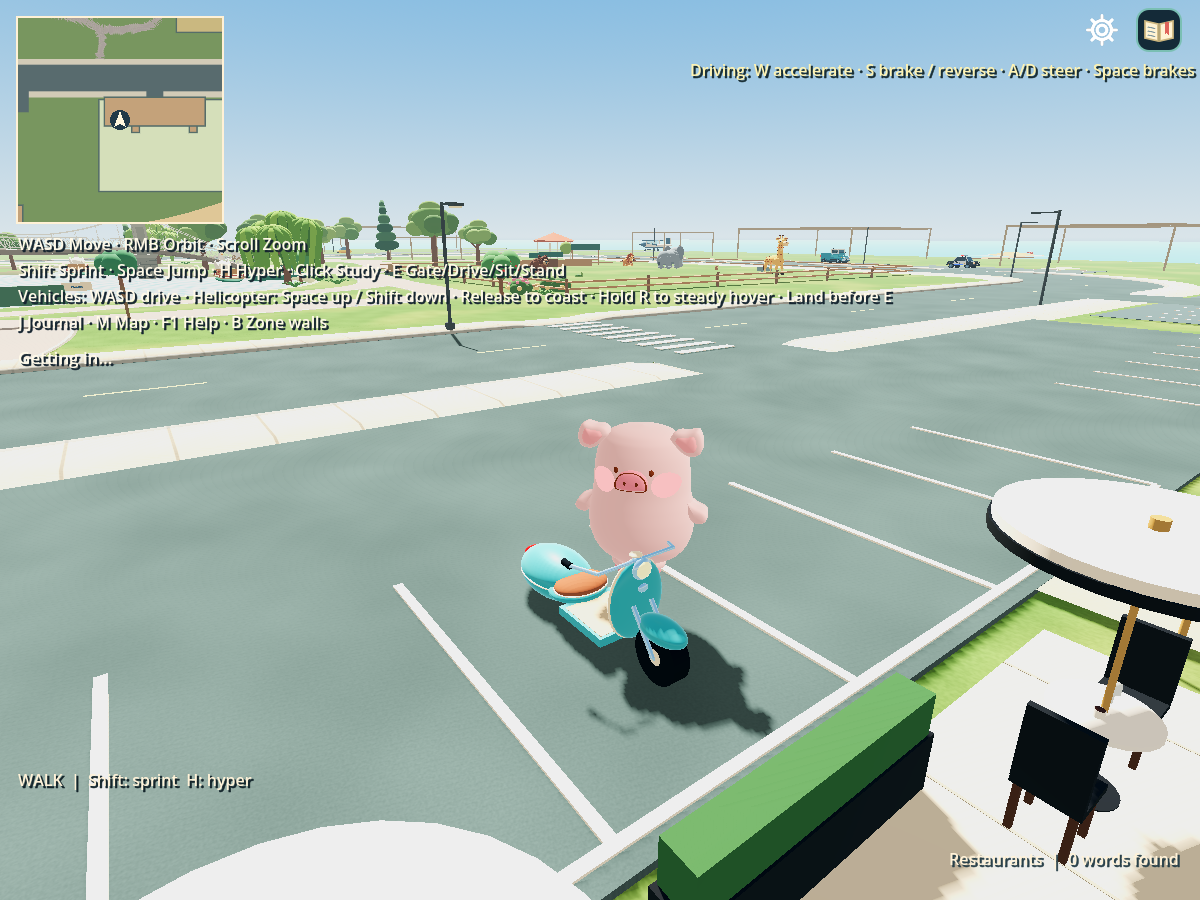 Driving: W accelerate · S brake / reverse · A/D steer · Space brakes
WASD Move · RMB Orbit · Scroll Zoom
Shift Sprint · Space Jump · H Hyper · Click Study · E Gate/Drive/Sit/Stand
Vehicles: WASD drive · Helicopter: Space up / Shift down · Release to coast · Hold R to steady hover · Land before E
J Journal · M Map · F1 Help · B Zone walls
Getting in...
WALK | Shift: sprint H: hyper
Restaurants | 0 words found